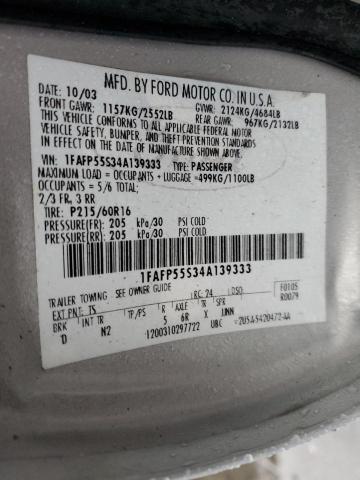 MFD. BY FORD MOTOR CO. IN U.S.A.
DATE: 10/03 GVWR: 2124KG/4684LB
FRONT GAWR: 1157KG/2552LB REAR GAWR: 967KG/2132LB
THIS VEHICLE CONFORMS TO ALL APPLICABLE FEDERAL MOTOR
VEHICLE SAFETY, BUMPER, AND THEFT PREVENTION STANDARDS
IN EFFECT ON THE DATE OF MANUFACTURE SHOWN ABOVE.
VIN: 1FAFP55S34A139333 TYPE: PASSENGER
MAXIMUM LOAD = OCCUPANTS + LUGGAGE = 499KG/1100LB
OCCUPANTS = 5/6 TOTAL:
2/3 FR, 3 RR
TIRE: P215/60R16
PRESSURE(FR): 205 kPa/30 PSI COLD
PRESSURE(RR): 205 kPa/30 PSI COLD
1FAFP55S34A139333
TRAILER TOWING - SEE OWNER GUIDE F0105
EXT PNT: TS RC: 24 DSO: R0079
BRK INT TR TP/PS R AXLE TR SPR
D N2 5 6R X JJNN
1200310297722 UBC